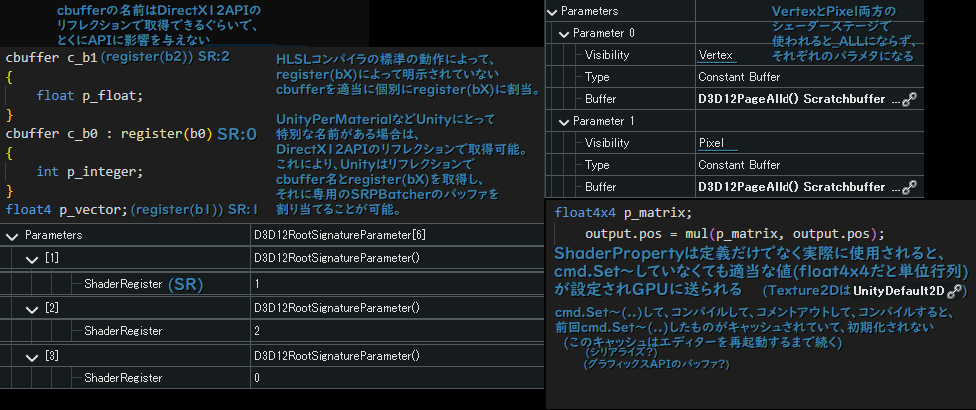 cbufferの名前はDirectX12APIの
リフレクションで取得できるぐらいで、
とくにAPIに影響を与えない
cbuffer c_b1(register(b2)) SR:2
{
float p_float;
}
cbuffer c_b0 : register(b0) SR:0
{
int p_integer;
}
float4 p_vector;(register(b1)) SR:1
HLSLコンパイラの標準の動作によって、
register(bX)によって明示されていない
cbufferを適当に個別にregister(bX)に割当。
UnityPerMaterialなどUnityにとって
特別な名前がある場合は、
DirectX12APIのリフレクションで取得可能。
これにより、Unityはリフレクションで
cbuffer名とregister(bX)を取得し、
それに専用のSRPBatcherのバッファを
割り当てることが可能。
Parameters D3D12RootSignatureParameter[6]
[1] D3D12RootSignatureParameter()
ShaderRegister (SR) 1
[2] D3D12RootSignatureParameter()
ShaderRegister 2
[3] D3D12RootSignatureParameter()
ShaderRegister 0
Parameters
Parameter 0
Visibility Vertex
Type Constant Buffer
Buffer D3D12PageAlld() Scratchbuffer ...
Parameter 1
Visibility Pixel
Type Constant Buffer
Buffer D3D12PageAlld() Scratchbuffer ...
VertexとPixel両方の
シェーダーステージで
使われると_ALLにならず、
それぞれのパラメタになる
float4x4 p_matrix;
output.pos = mul(p_matrix, output.pos);
ShaderPropertyは定義だけでなく実際に使用されると、
cmd.Set～していなくても適当な値(float4x4だと単位行列)
が設定されGPUに送られる (Texture2DはUnityDefault2D)
cmd.Set～(..)して、コンパイルして、コメントアウトして、コンパイルすると、
前回cmd.Set～(..)したものがキャッシュされていて、初期化されない
(このキャッシュはエディターを再起動するまで続く)
(シリアライズ?)
(グラフィックスAPIのバッファ?)